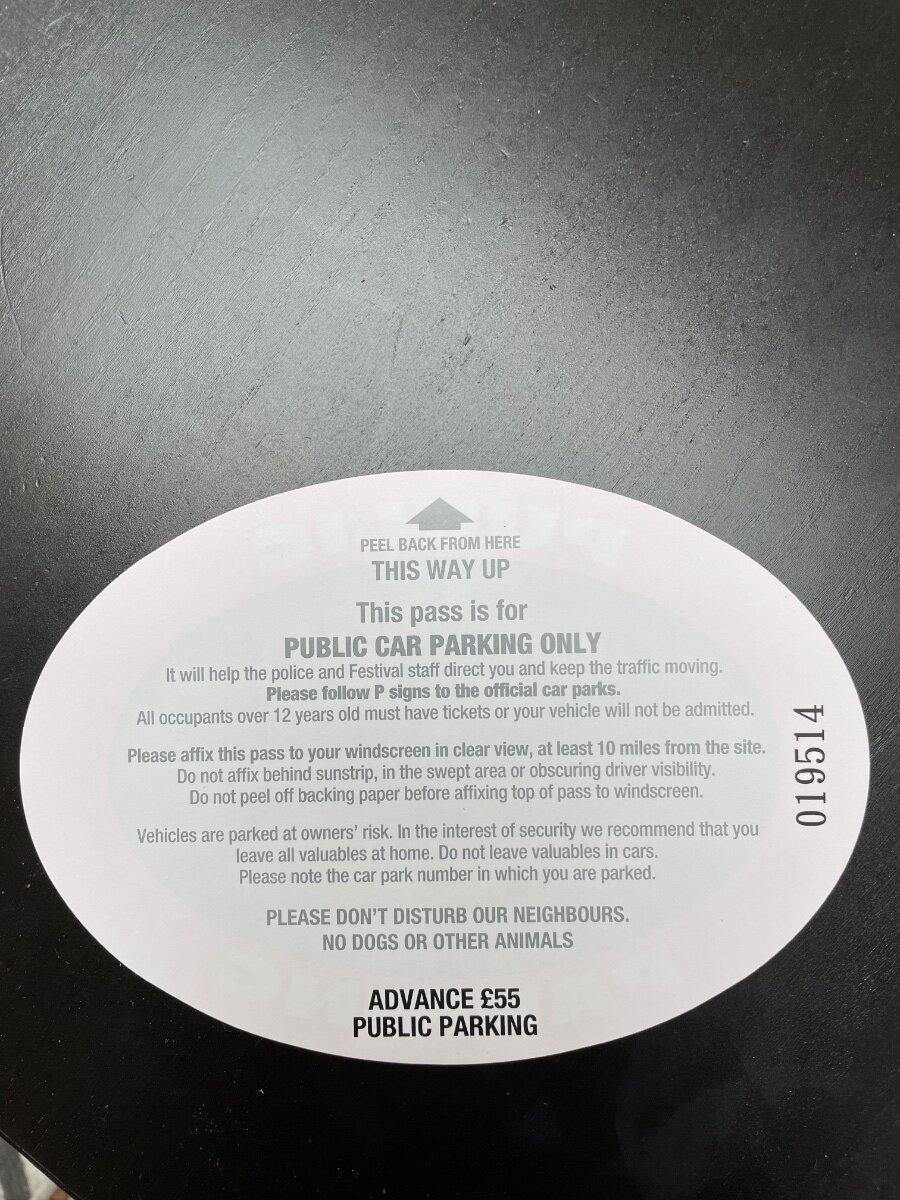 PEEL BACK FROM HERE
THIS WAY UP
This pass is for
PUBLIC CAR PARKING ONLY
It will help the police and Festival staff direct you and keep the traffic moving.
Please follow P signs to the official car parks.
All occupants over 12 years old must have tickets or your vehicle will not be admitted.
Please affix this pass to your windscreen in clear view, at least 10 miles from the site.
Do not affix behind sunstrip, in the swept area or obscuring driver visibility.
Do not peel off backing paper before affixing top of pass to windscreen.
Vehicles are parked at owners' risk. In the interest of security we recommend that you
leave all valuables at home. Do not leave valuables in cars.
Please note the car park number in which you are parked.
PLEASE DON'T DISTURB OUR NEIGHBOURS.
NO DOGS OR OTHER ANIMALS
ADVANCE £55
PUBLIC PARKING
019514